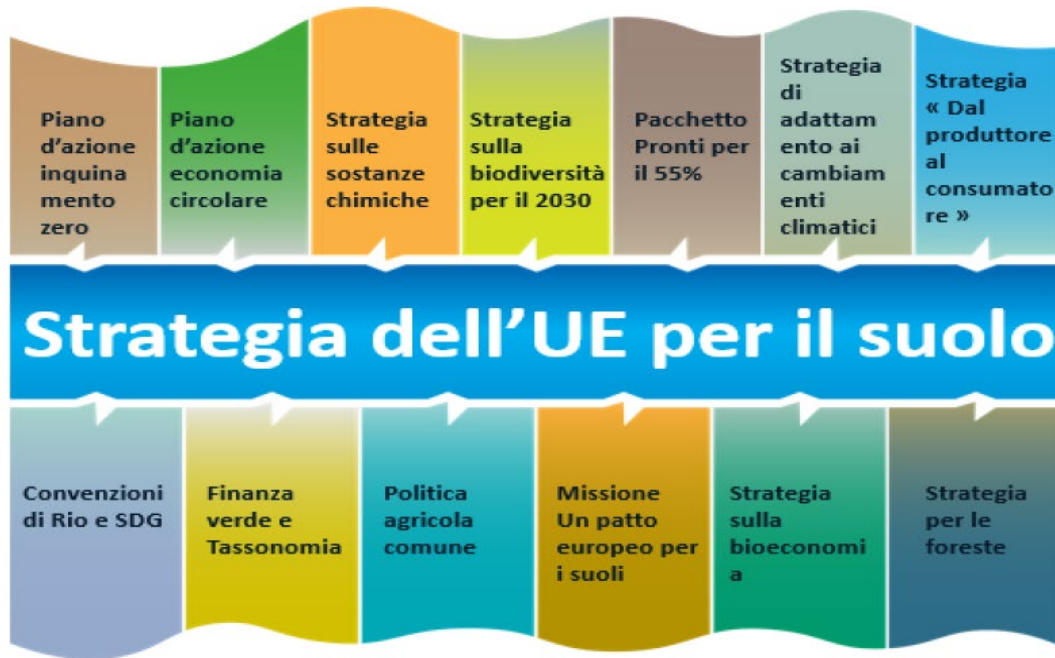 Piano
d'azione
inquina
mento
zero
Piano
d'azione
economia
circolare
Strategia
sulle
sostanze
chimiche
Strategia
sulla
biodiversità
per il 2030
Pacchetto
Pronti per
il 55%
Strategia
di
adattam
ento ai
cambiam
enti
climatici
Strategia
« Dal
produttore
al
consumato
re »
Strategia dell'UE per il suolo
Convenzioni
di Rio e SDG
Finanza
verde e
Tassonomia
Politica
agricola
comune
Missione
Un patto
europeo per
i suoli
Strategia
sulla
bioeconomi
a
Strategia
per le
foreste